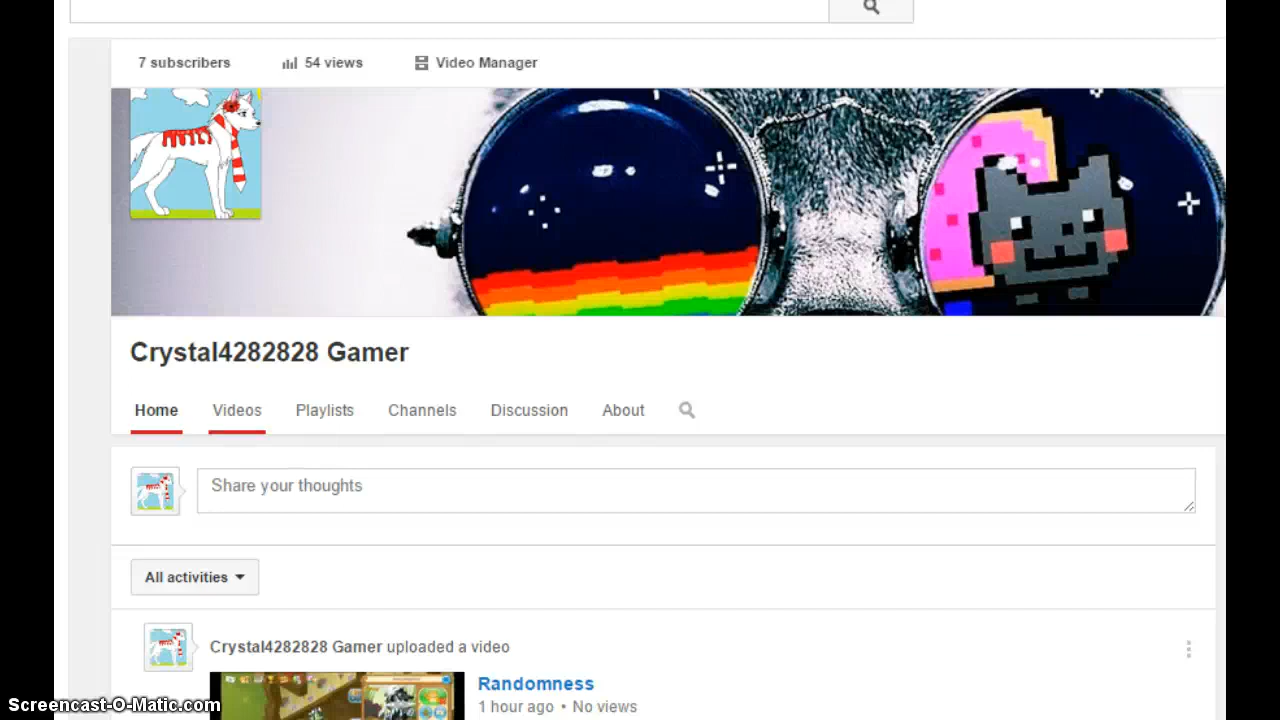 7 subscribers 54 views Video Manager
Crystal4282828 Gamer
Home Videos Playlists Channels Discussion About
Share your thoughts
All activities
Crystal4282828 Gamer uploaded a video
Randomness
1 hour ago • No views
Screencast-O-Matic.com